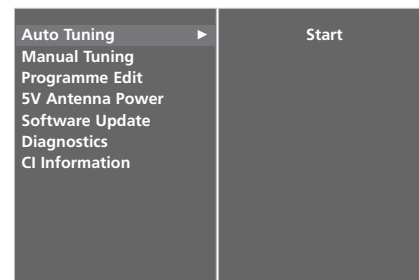 Auto Tuning ►
Start
Manual Tuning
Programme Edit
5V Antenna Power
Software Update
Diagnostics
CI Information